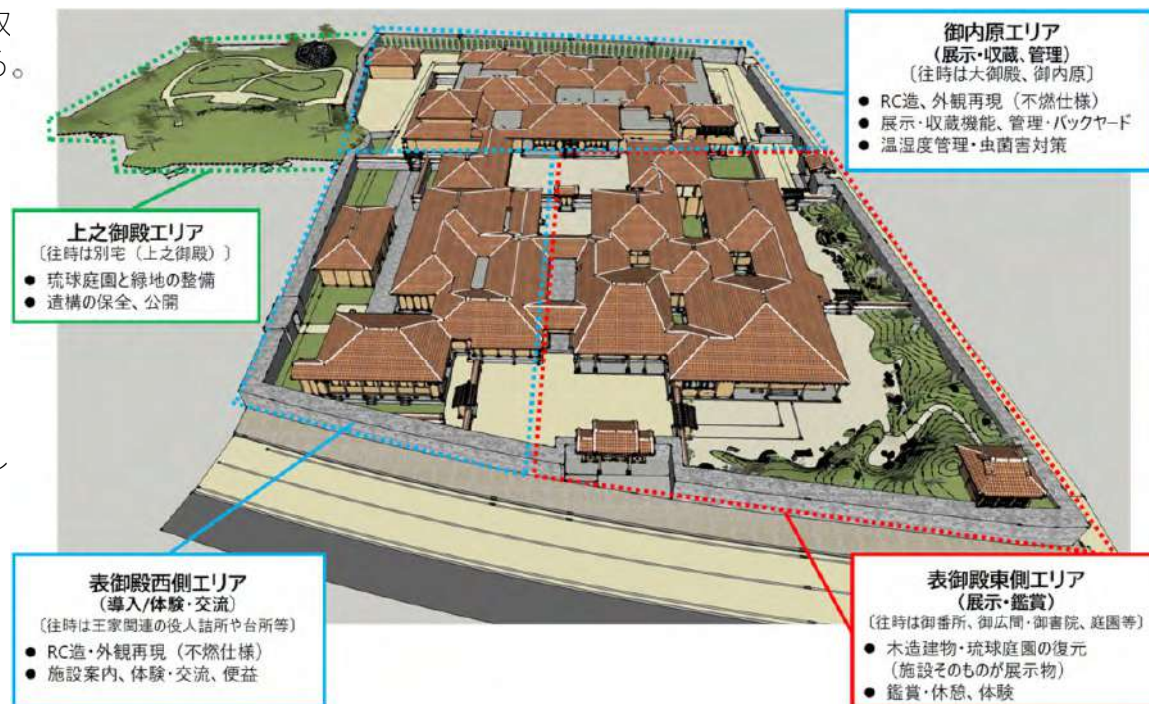 る。
御内原エリア
(展示・収蔵、管理)
〔往時は大御殿、御内原〕
● RC造、外観再現（不燃仕様）
● 展示・収蔵機能、管理・バックヤード
● 温湿度管理・虫菌害対策
上之御殿エリア
〔往時は別宅（上之御殿）〕
● 琉球庭園と緑地の整備
● 遺構の保全、公開
表御殿西側エリア
(導入/体験・交流)
〔往時は王家関連の役人詰所や台所等〕
● RC造・外観再現（不燃仕様）
● 施設案内、体験・交流、便益
表御殿東側エリア
(展示・鑑賞)
〔往時は御番所、御広間・御書院、庭園等〕
● 木造建物・琉球庭園の復元
（施設そのものが展示物）
● 鑑賞・休憩、体験